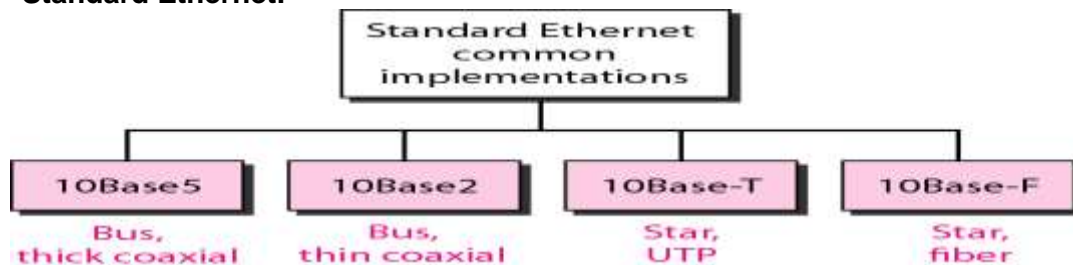 Standard Ethernet.
Standard Ethernet
common
implementations
10Base5
10Base2
10Base-T
10Base-F
Bus,
thick coaxial
Bus,
thin coaxial
Star,
UTP
Star,
fiber